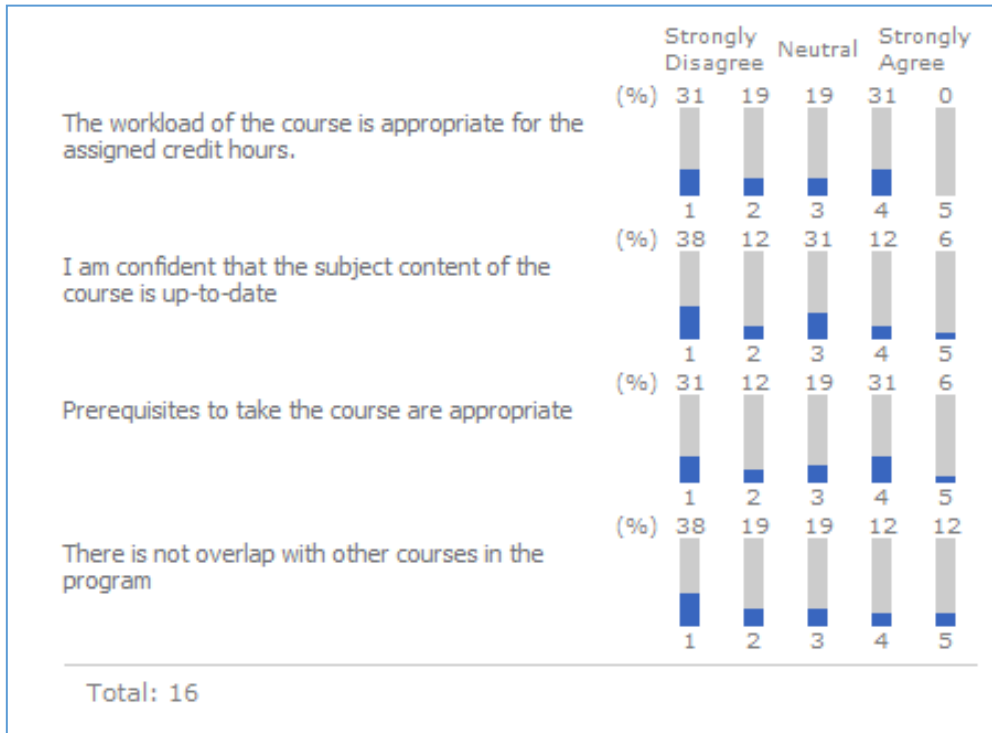 Strongly Disagree Neutral Strongly Agree
(%) 31 19 19 31 0
The workload of the course is appropriate for the
assigned credit hours.
1 2 3 4 5
(%) 38 12 31 12 6
I am confident that the subject content of the
course is up-to-date
1 2 3 4 5
(%) 31 12 19 31 6
Prerequisites to take the course are appropriate
1 2 3 4 5
(%) 38 19 19 12 12
There is not overlap with other courses in the
program
1 2 3 4 5
Total: 16